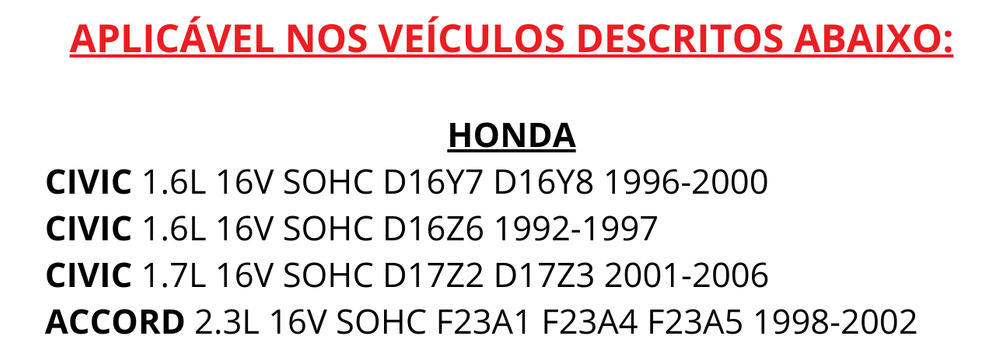 APLICÁVEL NOS VEÍCULOS DESCRITOS ABAIXO:
HONDA
CIVIC 1.6L 16V SOHC D16Y7 D16Y8 1996-2000
CIVIC 1.6L 16V SOHC D16Z6 1992-1997
CIVIC 1.7L 16V SOHC D17Z2 D17Z3 2001-2006
ACCORD 2.3L 16V SOHC F23A1 F23A4 F23A5 1998-2002